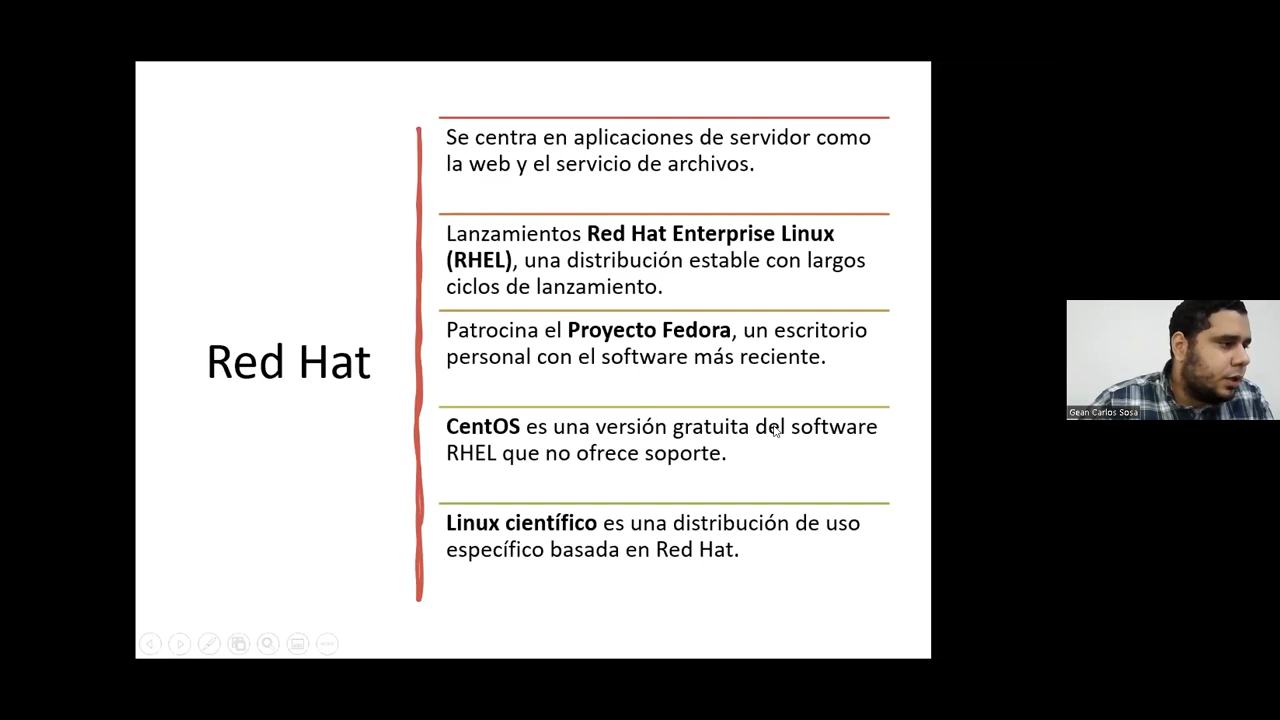 Red Hat
Se centra en aplicaciones de servidor como
la web y el servicio de archivos.
Lanzamientos Red Hat Enterprise Linux
(RHEL), una distribución estable con largos
ciclos de lanzamiento.
Patrocina el Proyecto Fedora, un escritorio
personal con el software más reciente.
CentOS es una versión gratuita del software
RHEL que no ofrece soporte.
Linux científico es una distribución de uso
específico basada en Red Hat.
Gean Carlos Sosa